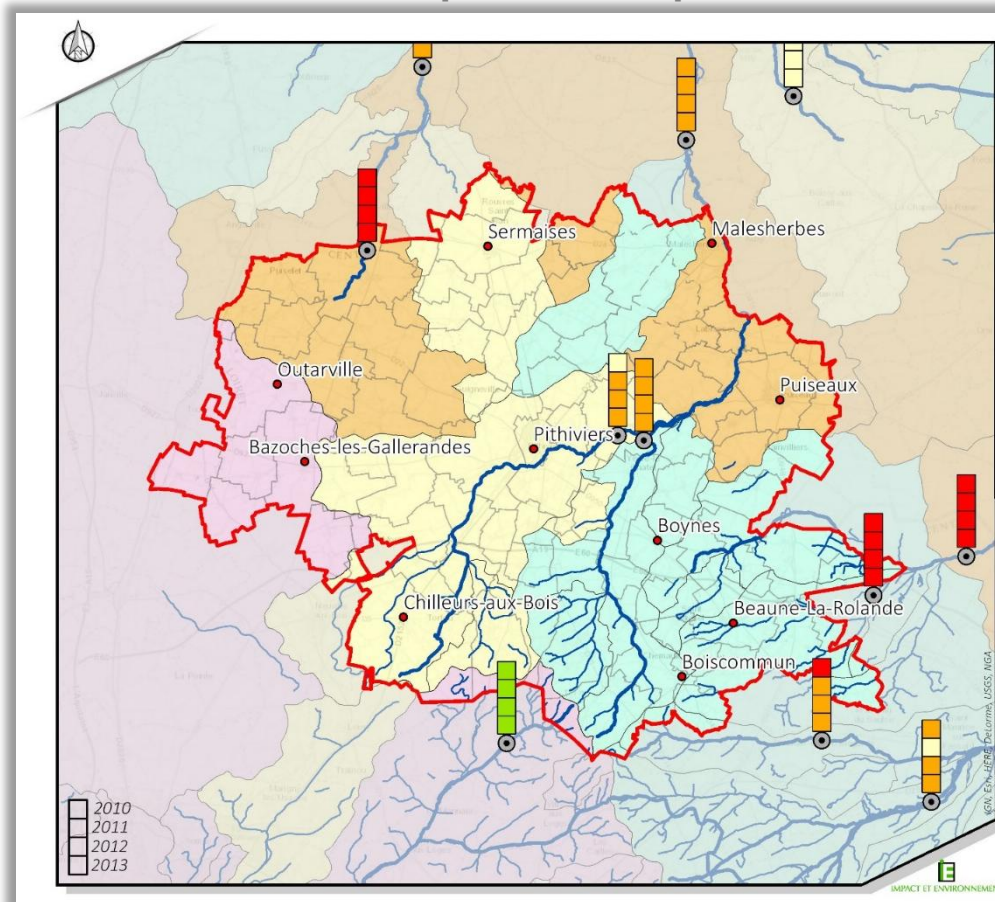 Sermaises
Malesherbes
Outarville
Puiseaux
Bazoches-les-Gallerandes
Pithiviers
Boynes
Chilleurs-aux-Bois
Beaune-La-Rolande
Boiscommun
2010
2011
2012
2013
IGN, Esri, HERE, DeLorme, USGS, NGA
IMPACT ET ENVIRONNEMENT